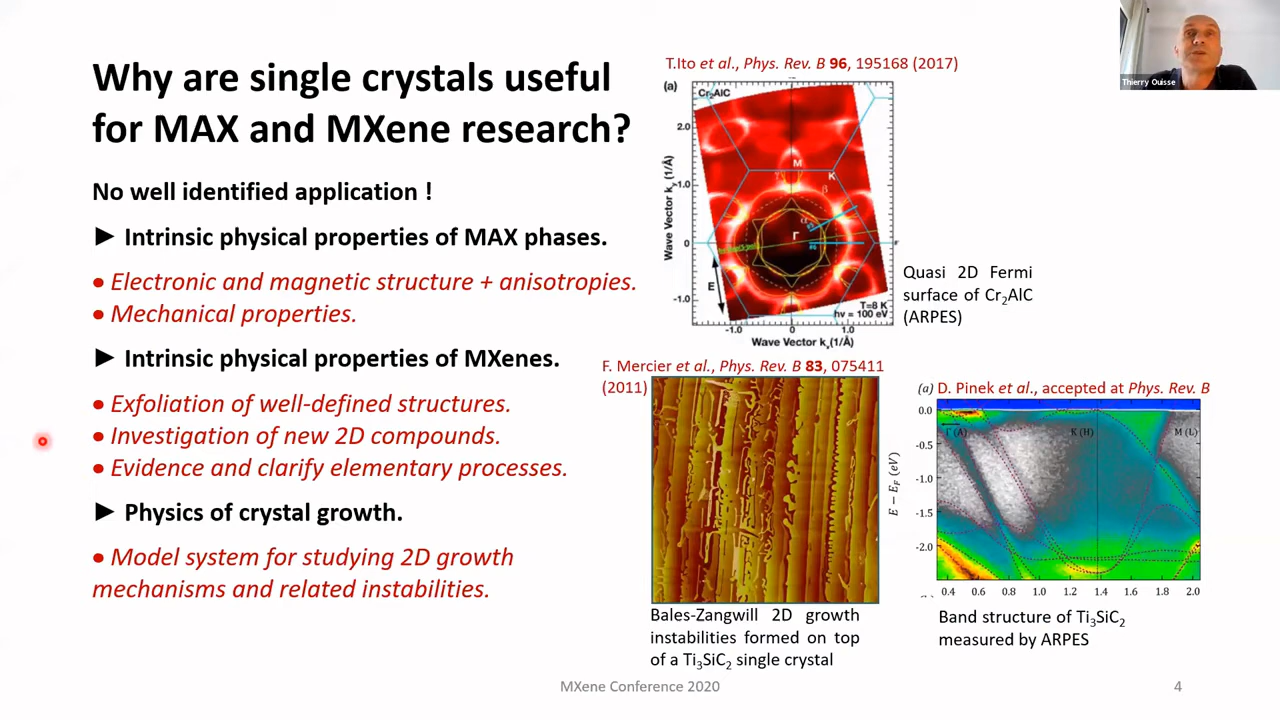 Why are single crystals useful
for MAX and MXene research?
No well identified application !
► Intrinsic physical properties of MAX phases.
• Electronic and magnetic structure + anisotropies.
• Mechanical properties.
► Intrinsic physical properties of MXenes.
• Exfoliation of well-defined structures.
• Investigation of new 2D compounds.
• Evidence and clarify elementary processes.
► Physics of crystal growth.
• Model system for studying 2D growth
mechanisms and related instabilities.
T.Ito et al., Phys. Rev. B 96, 195168 (2017)
(a)
Cr2AlC
2.0
1.0
0
-1.0
Wave Vector ky(1/Å)
M
K
β
α
Γ
E
T=8 K
hν = 100 eV
-1.0 0 1.0
Wave Vector kx(1/Å)
Quasi 2D Fermi
surface of Cr2AlC
(ARPES)
F. Mercier et al., Phys. Rev. B 83, 075411
(2011)
Bales-Zangwill 2D growth
instabilities formed on top
of a Ti3SiC2 single crystal
(a) D. Pinek et al., accepted at Phys. Rev. B
0.0
-0.5
-1.0
-1.5
-2.0
E − EF (eV)
Γ (A) K (H) M (L)
0.4 0.6 0.8 1.0 1.2 1.4 1.6 1.8 2.0
Band structure of Ti3SiC2
measured by ARPES
Thierry Ouisse
MXene Conference 2020
4